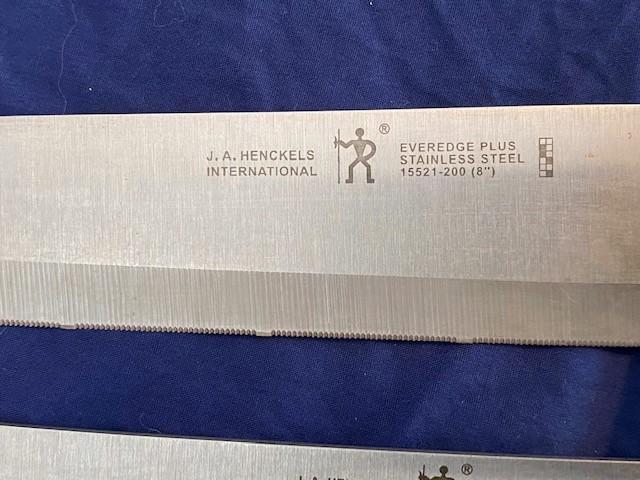 J. A. HENCKELS
INTERNATIONAL
®
EVEREDGE PLUS
STAINLESS STEEL
15521-200 (8")
®